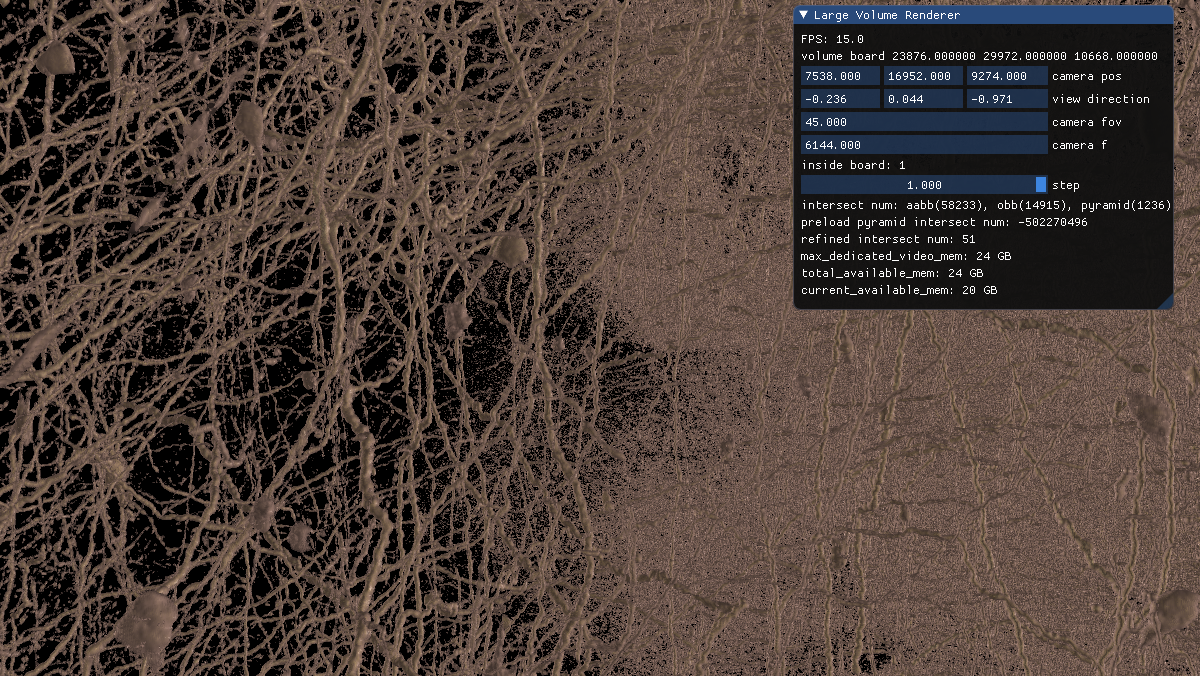 ▼ Large Volume Renderer
FPS: 15.0
volume board 23876.000000 29972.000000 10668.000000
7538.000 16952.000 9274.000 camera pos
-0.236 0.044 -0.971 view direction
45.000 camera fov
6144.000 camera f
inside board: 1
1.000 step
intersect num: aabb(58233), obb(14915), pyramid(1236)
preload pyramid intersect num: -502270496
refined intersect num: 51
max_dedicated_video_mem: 24 GB
total_available_mem: 24 GB
current_available_mem: 20 GB